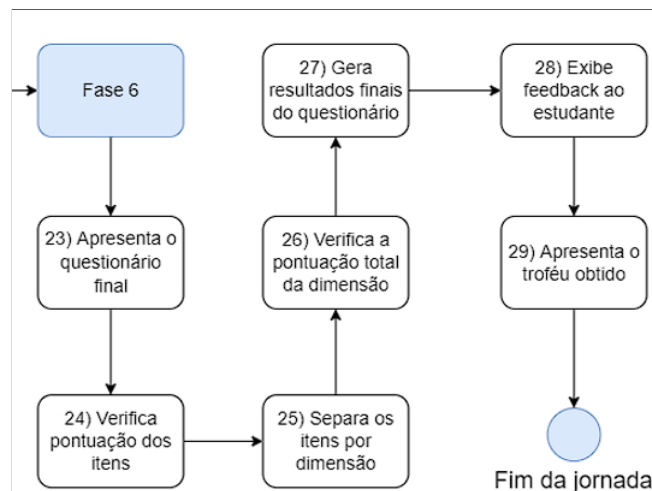 Fase 6
23) Apresenta o
questionário
final
24) Verifica
pontuação dos
itens
25) Separa os
itens por
dimensão
26) Verifica a
pontuação total
da dimensão
27) Gera
resultados finais
do questionário
28) Exibe
feedback ao
estudante
29) Apresenta o
troféu obtido
Fim da jornada